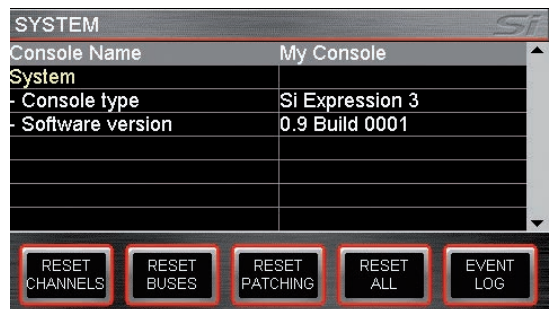 SYSTEM Si
Console Name My Console
System
- Console type Si Expression 3
- Software version 0.9 Build 0001
RESET CHANNELS RESET BUSES RESET PATCHING RESET ALL EVENT LOG